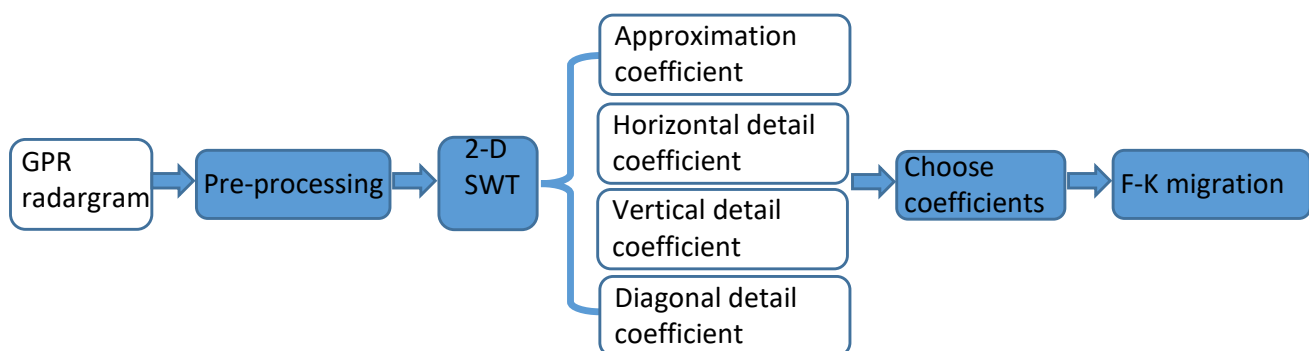 GPR
radargram
Pre-processing
2-D
SWT
Approximation
coefficient
Horizontal detail
coefficient
Vertical detail
coefficient
Diagonal detail
coefficient
Choose
coefficients
F-K migration